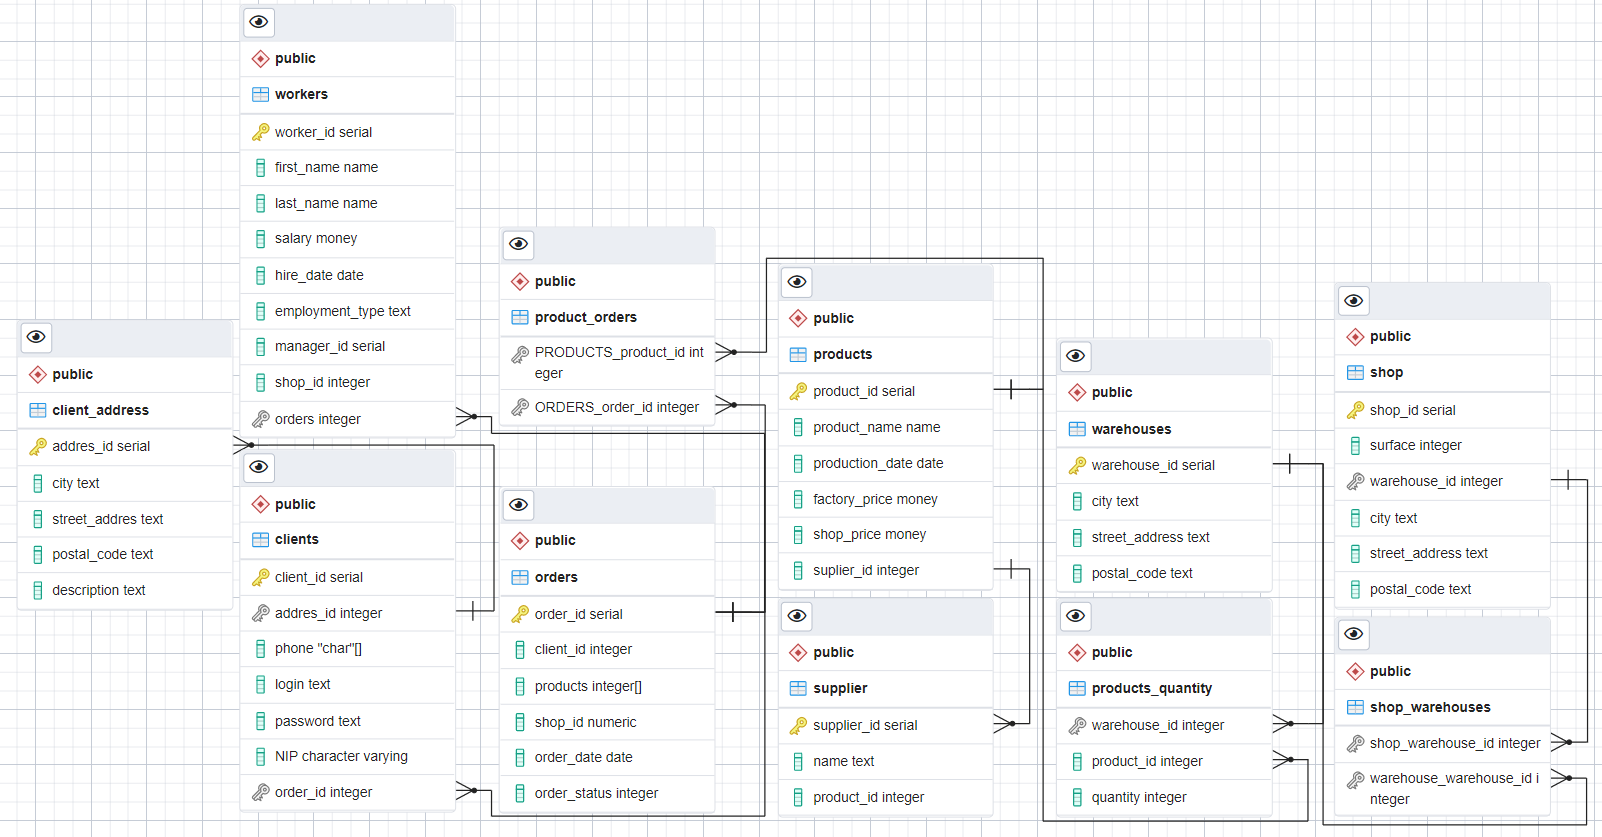 public
workers
worker_id serial
first_name name
last_name name
salary money
hire_date date
employment_type text
manager_id serial
shop_id integer
orders integer
public
client_address
addres_id serial
city text
street_addres text
postal_code text
description text
public
clients
client_id serial
addres_id integer
phone "char"[]
login text
password text
NIP character varying
order_id integer
public
product_orders
PRODUCTS_product_id int
eger
ORDERS_order_id integer
public
orders
order_id serial
client_id integer
products integer[]
shop_id numeric
order_date date
order_status integer
public
products
product_id serial
product_name name
production_date date
factory_price money
shop_price money
suplier_id integer
public
supplier
supplier_id serial
name text
product_id integer
public
warehouses
warehouse_id serial
city text
street_address text
postal_code text
public
products_quantity
warehouse_id integer
product_id integer
quantity integer
public
shop
shop_id serial
surface integer
warehouse_id integer
city text
street_address text
postal_code text
public
shop_warehouses
shop_warehouse_id integer
warehouse_warehouse_id i
nteger